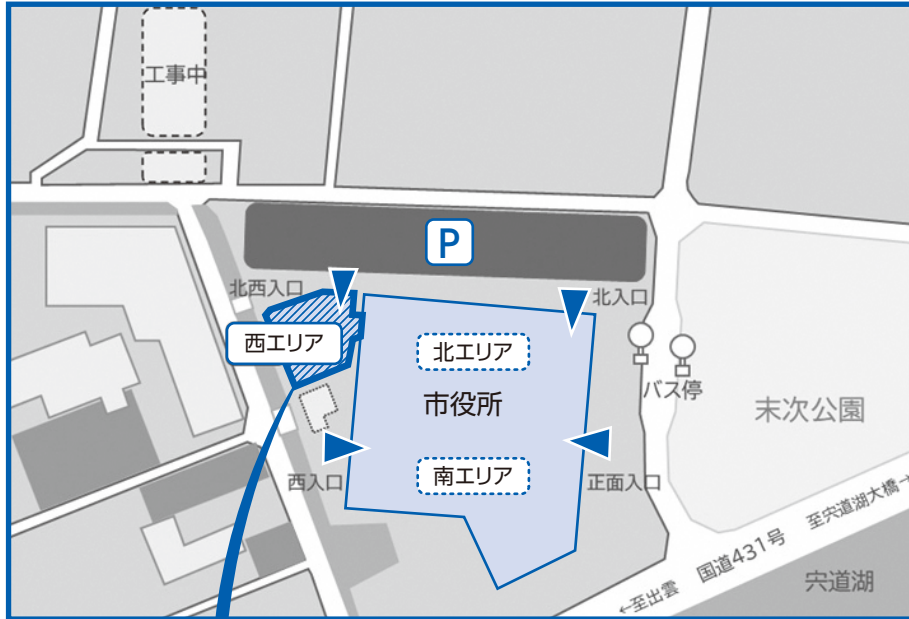 工事中
P
北西入口
北入口
西エリア
北エリア
バス停
市役所
末次公園
西入口
南エリア
正面入口
至宍道湖大橋→
国道431号
←至出雲
宍道湖